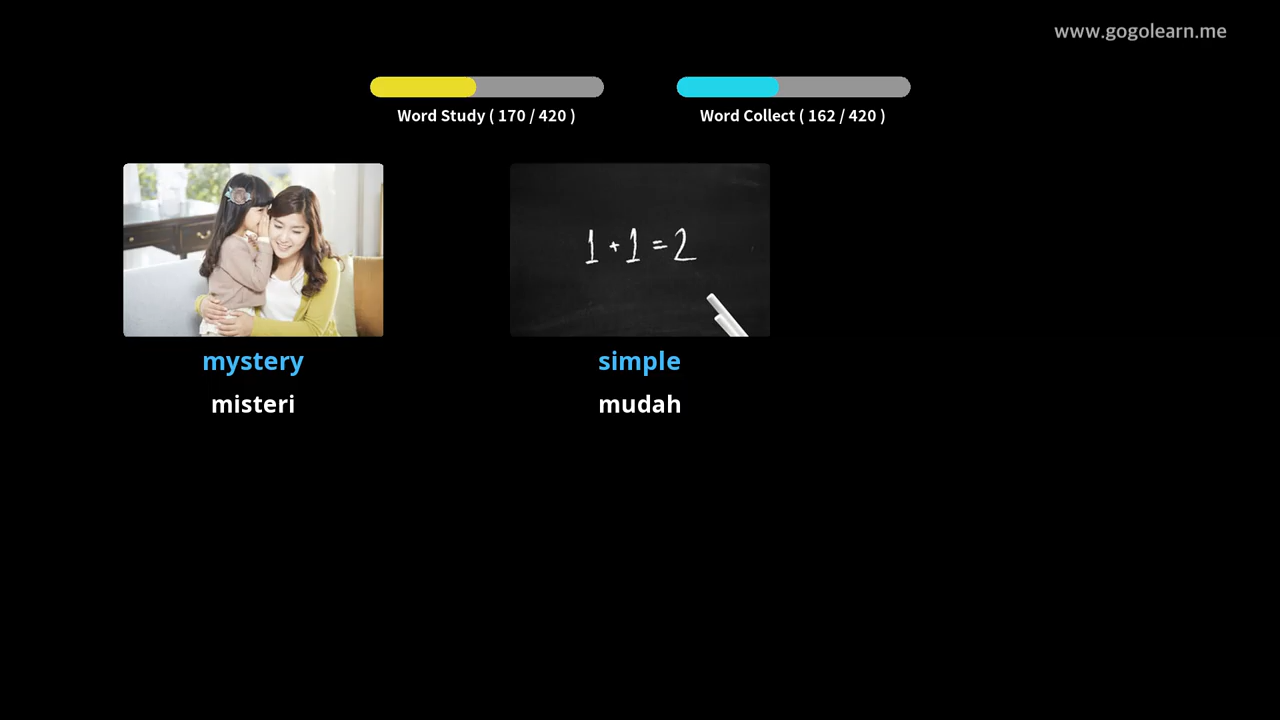 www.gogolearn.me
Word Study ( 170 / 420 )
Word Collect ( 162 / 420 )
1 + 1 = 2
mystery
simple
misteri
mudah